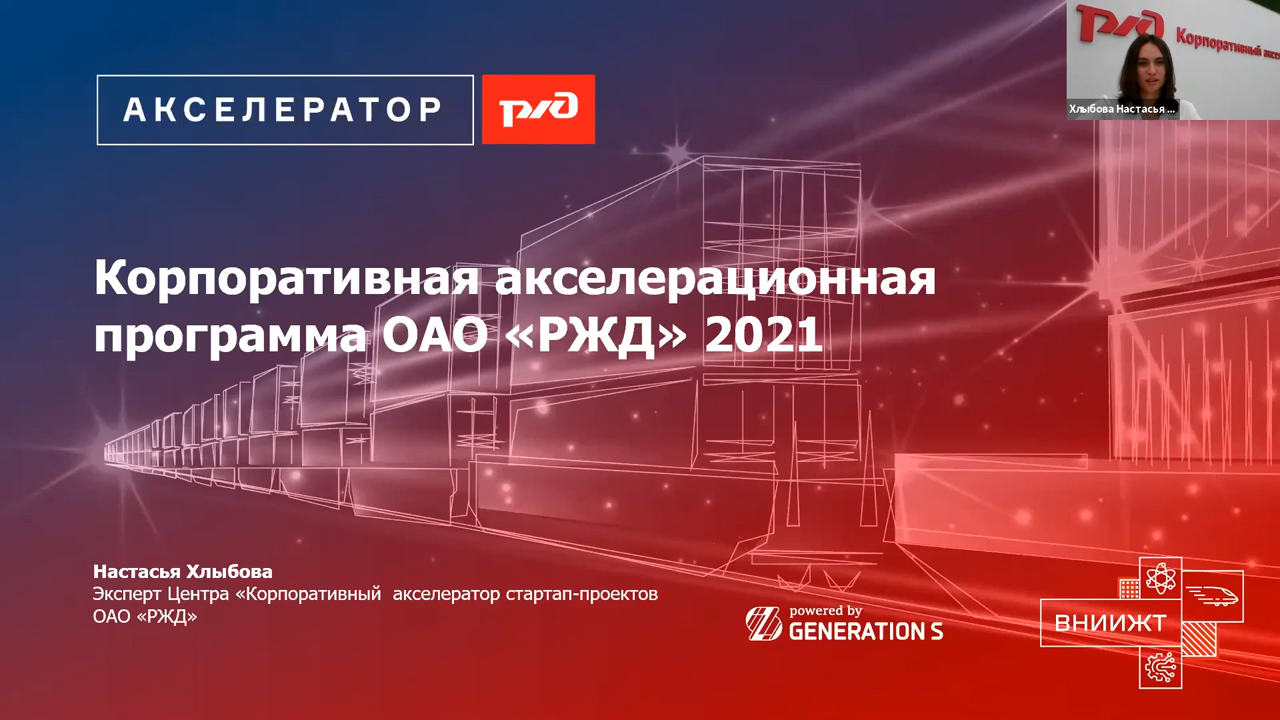 АКСЕЛЕРАТОР РЖД
РЖД Корпоративный
Хлыбова Настасья ...
Корпоративная акселерационная
программа ОАО «РЖД» 2021
Настасья Хлыбова
Эксперт Центра «Корпоративный акселератор стартап-проектов
ОАО «РЖД»
powered by
GENERATION S
ВНИИЖТ